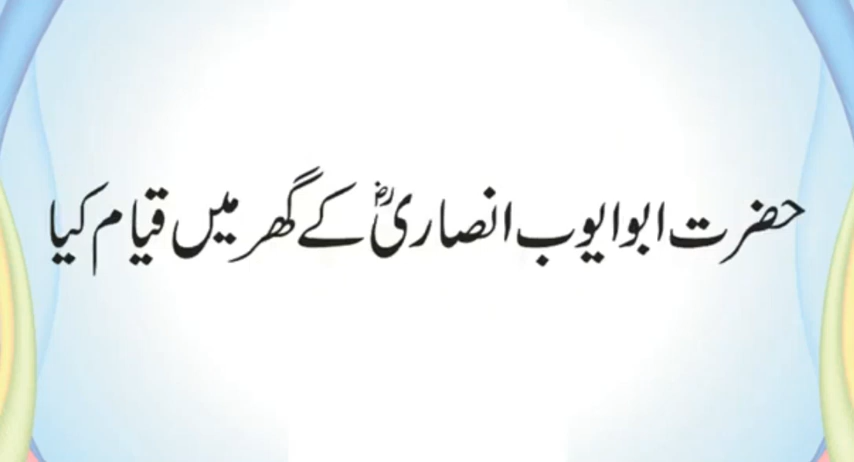 حضرت ابوایوب انصاریؓ کے گھر میں قیام کیا